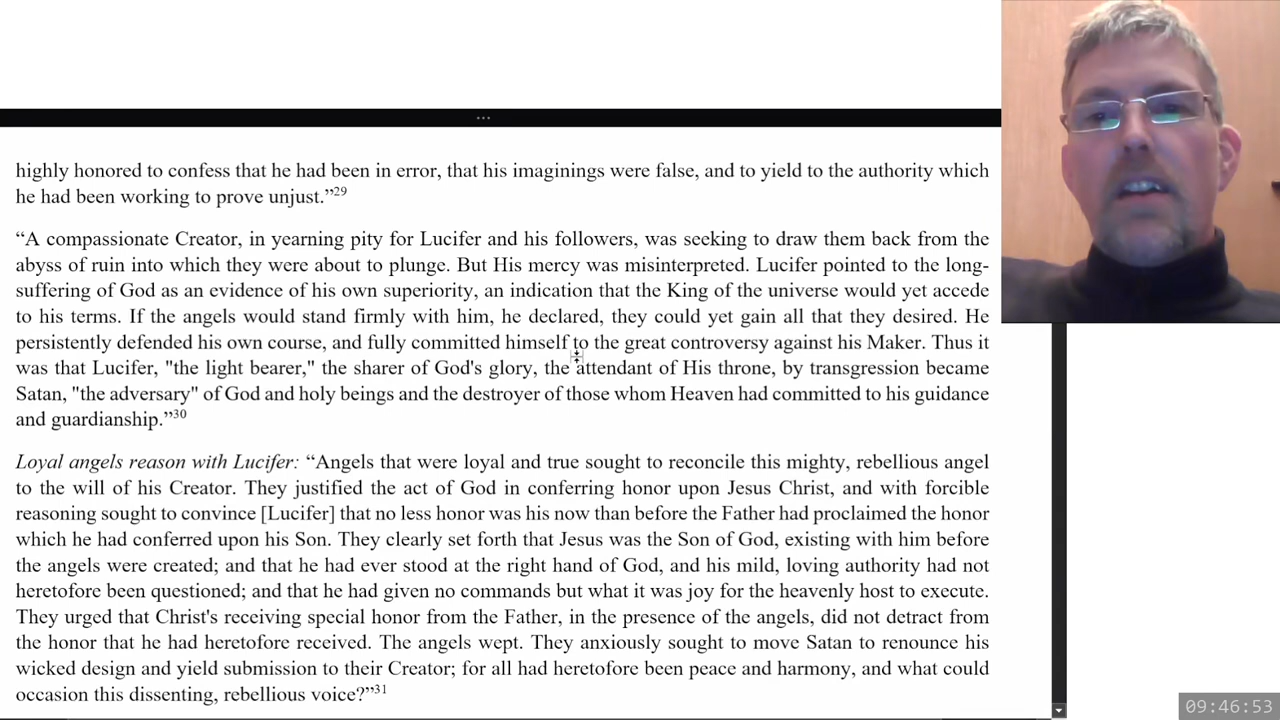 highly honored to confess that he had been in error, that his imaginings were false, and to yield to the authority which
he had been working to prove unjust.”29
“A compassionate Creator, in yearning pity for Lucifer and his followers, was seeking to draw them back from the
abyss of ruin into which they were about to plunge. But His mercy was misinterpreted. Lucifer pointed to the long-
suffering of God as an evidence of his own superiority, an indication that the King of the universe would yet accede
to his terms. If the angels would stand firmly with him, he declared, they could yet gain all that they desired. He
persistently defended his own course, and fully committed himself to the great controversy against his Maker. Thus it
was that Lucifer, "the light bearer," the sharer of God's glory, the attendant of His throne, by transgression became
Satan, "the adversary" of God and holy beings and the destroyer of those whom Heaven had committed to his guidance
and guardianship.”30
Loyal angels reason with Lucifer: “Angels that were loyal and true sought to reconcile this mighty, rebellious angel
to the will of his Creator. They justified the act of God in conferring honor upon Jesus Christ, and with forcible
reasoning sought to convince [Lucifer] that no less honor was his now than before the Father had proclaimed the honor
which he had conferred upon his Son. They clearly set forth that Jesus was the Son of God, existing with him before
the angels were created; and that he had ever stood at the right hand of God, and his mild, loving authority had not
heretofore been questioned; and that he had given no commands but what it was joy for the heavenly host to execute.
They urged that Christ's receiving special honor from the Father, in the presence of the angels, did not detract from
the honor that he had heretofore received. The angels wept. They anxiously sought to move Satan to renounce his
wicked design and yield submission to their Creator; for all had heretofore been peace and harmony, and what could
occasion this dissenting, rebellious voice?”31
09:46:53